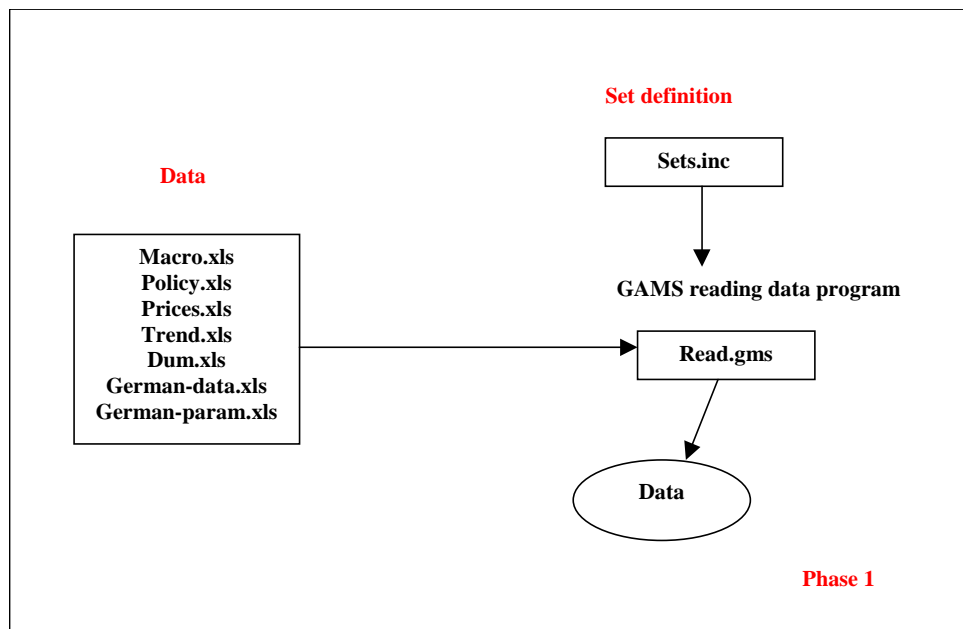 Set definition
Sets.inc
Data
Macro.xls
Policy.xls
Prices.xls
Trend.xls
Dum.xls
German-data.xls
German-param.xls
GAMS reading data program
Read.gms
Data
Phase 1